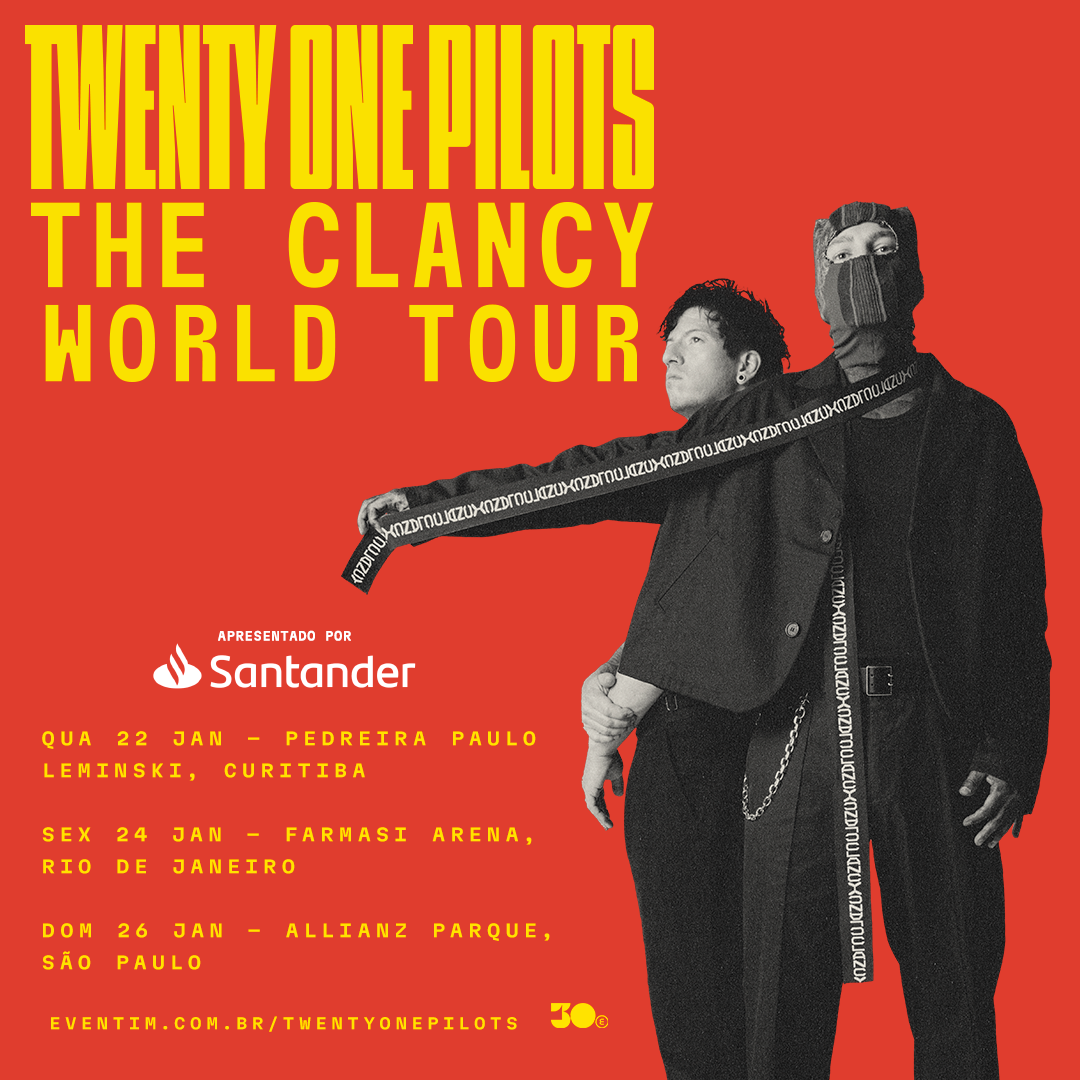 TWENTY ONE PILOTS
THE CLANCY
WORLD TOUR
APRESENTADO POR
Santander
QUA 22 JAN – PEDREIRA PAULO
LEMINSKI, CURITIBA
SEX 24 JAN – FARMASI ARENA,
RIO DE JANEIRO
DOM 26 JAN – ALLIANZ PARQUE,
SÃO PAULO
EVENTIM.COM.BR/TWENTYONEPILOTS
30E